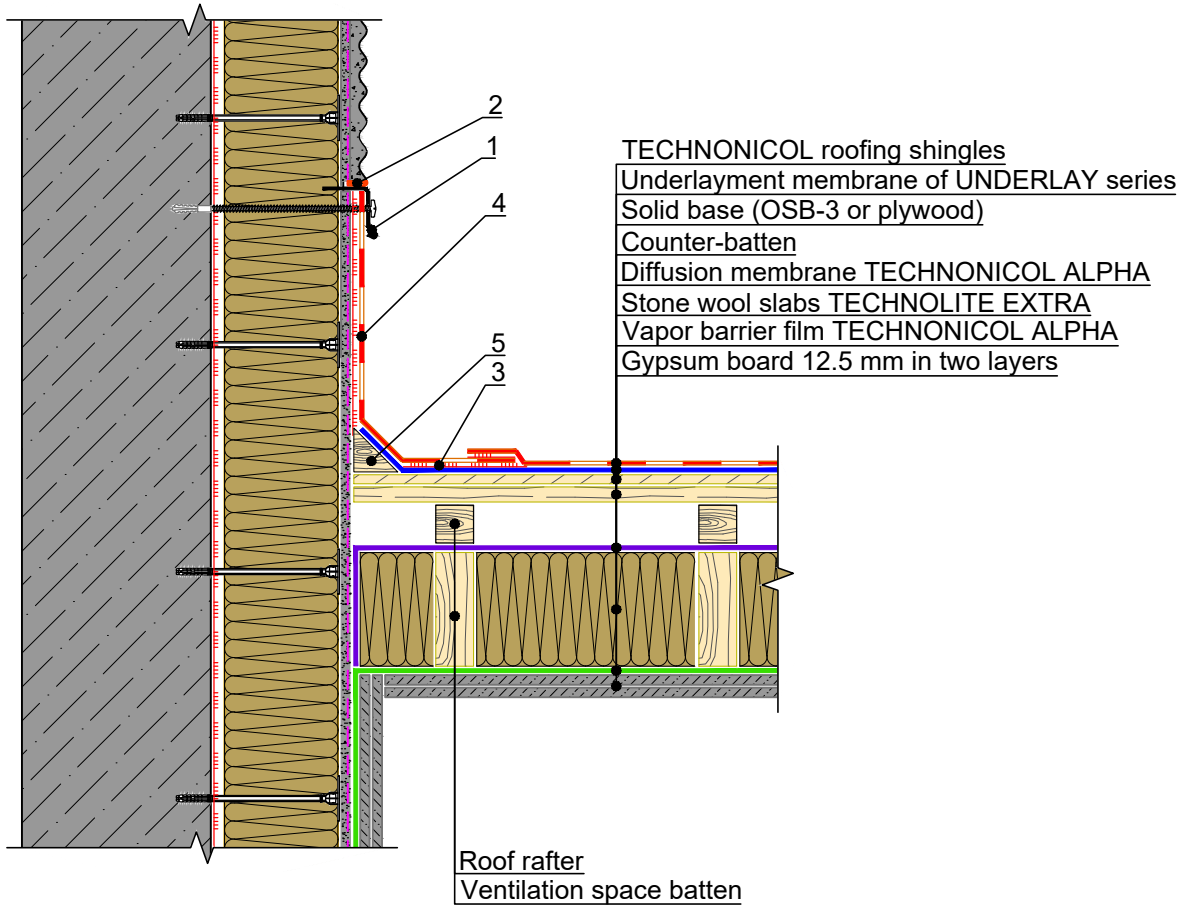 2
1
4
5
3
TECHNONICOL roofing shingles
Underlayment membrane of UNDERLAY series
Solid base (OSB-3 or plywood)
Counter-batten
Diffusion membrane TECHNONICOL ALPHA
Stone wool slabs TECHNOLITE EXTRA
Vapor barrier film TECHNONICOL ALPHA
Gypsum board 12.5 mm in two layers
Roof rafter
Ventilation space batten